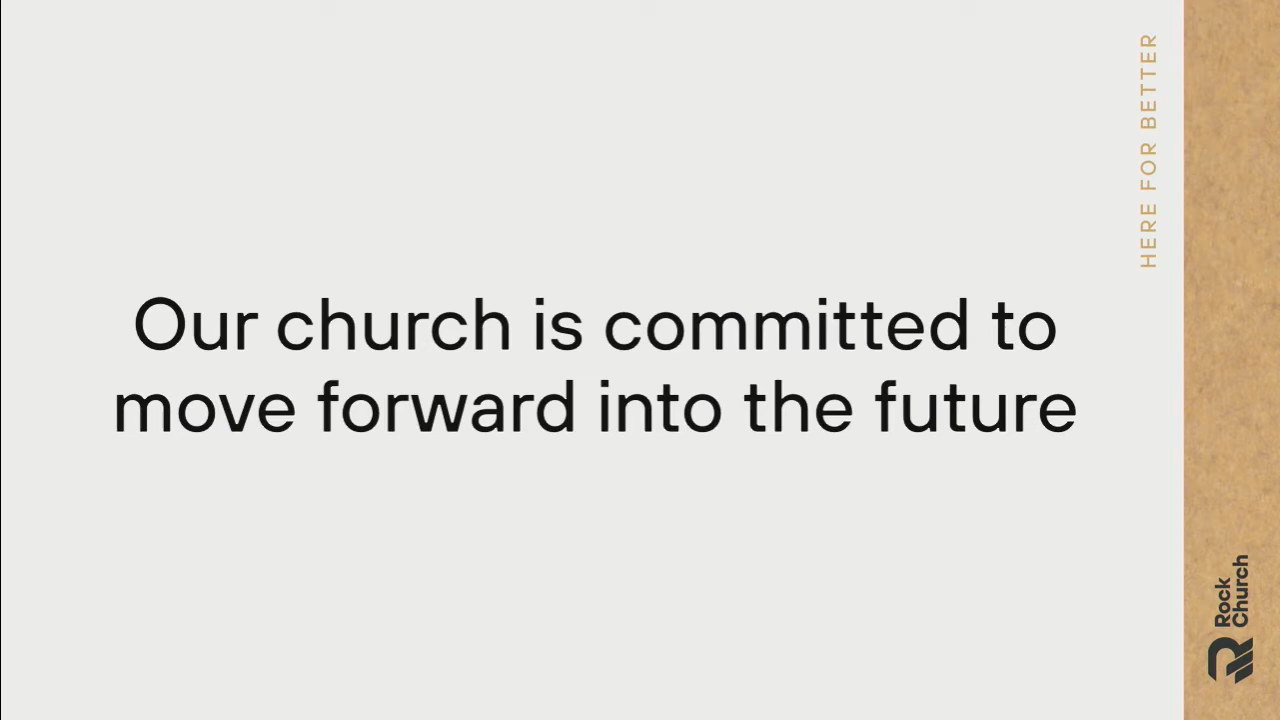 HERE FOR BETTER
Our church is committed to
move forward into the future
Rock
Church